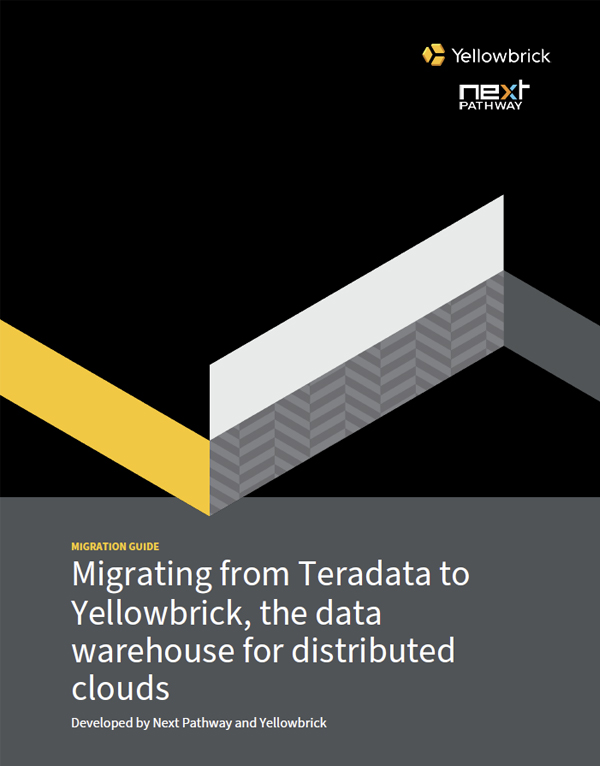 Yellowbrick
next
PATHWAY
MIGRATION GUIDE
Migrating from Teradata to
Yellowbrick, the data
warehouse for distributed
clouds
Developed by Next Pathway and Yellowbrick